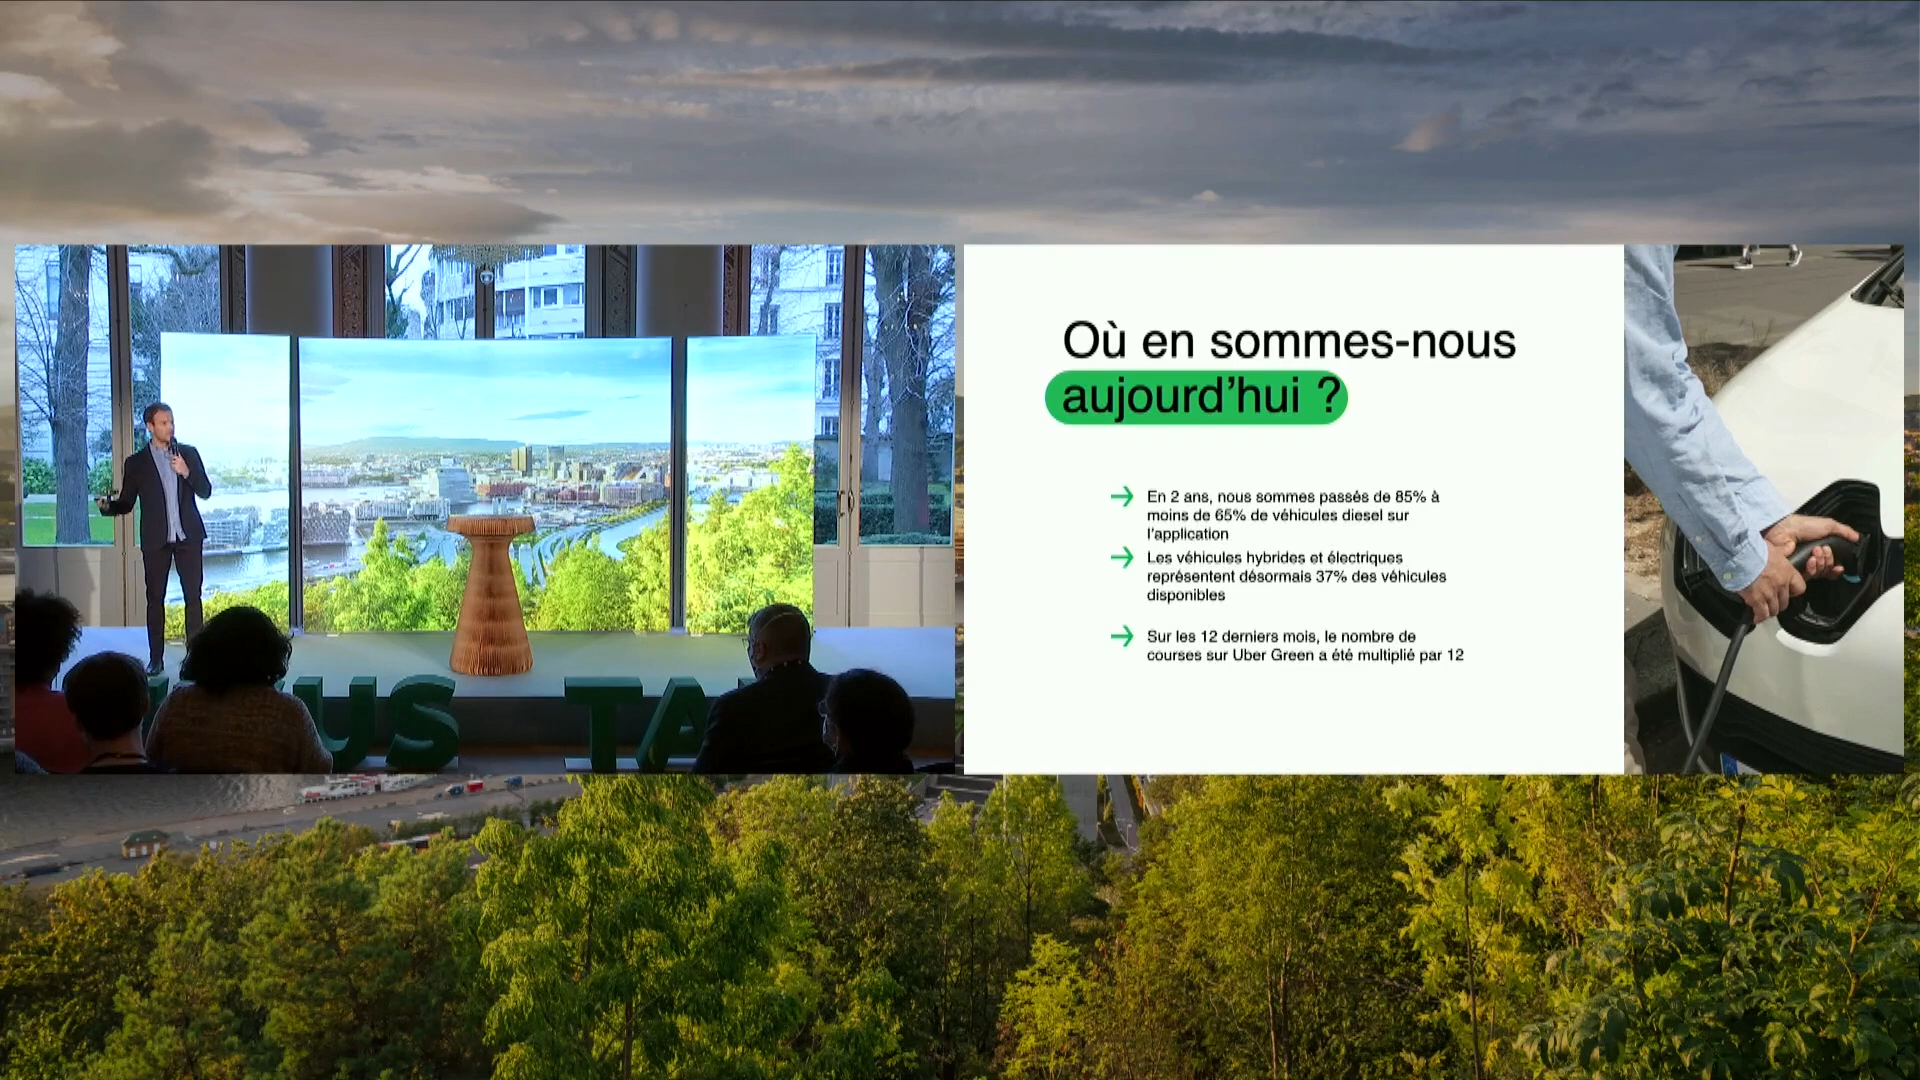 Où en sommes-nous
aujourd’hui ?
En 2 ans, nous sommes passés de 85% à
moins de 65% de véhicules diesel sur
l’application
Les véhicules hybrides et électriques
représentent désormais 37% des véhicules
disponibles
Sur les 12 derniers mois, le nombre de
courses sur Uber Green a été multiplié par 12
US TA